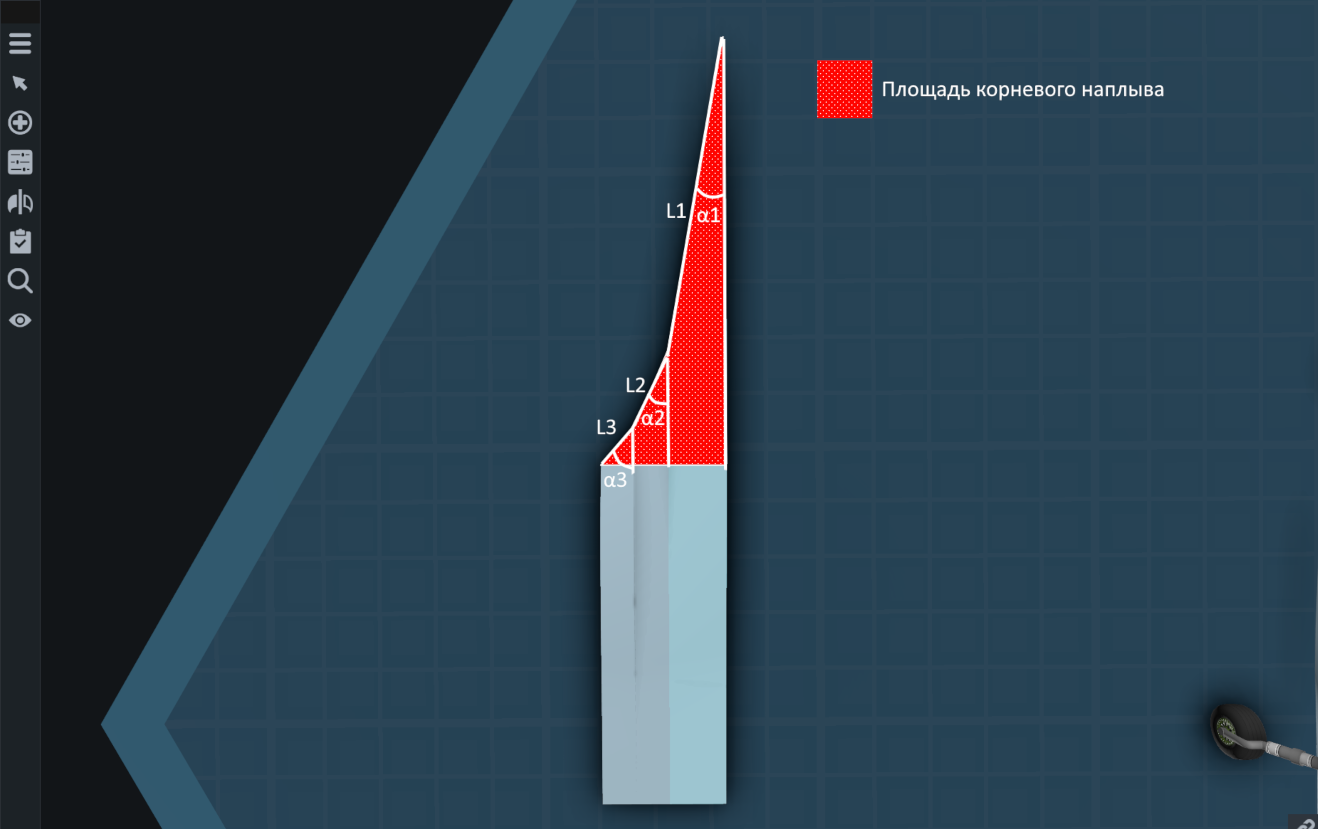 Площадь корневого наплыва
L1
α1
L2
α2
L3
α3